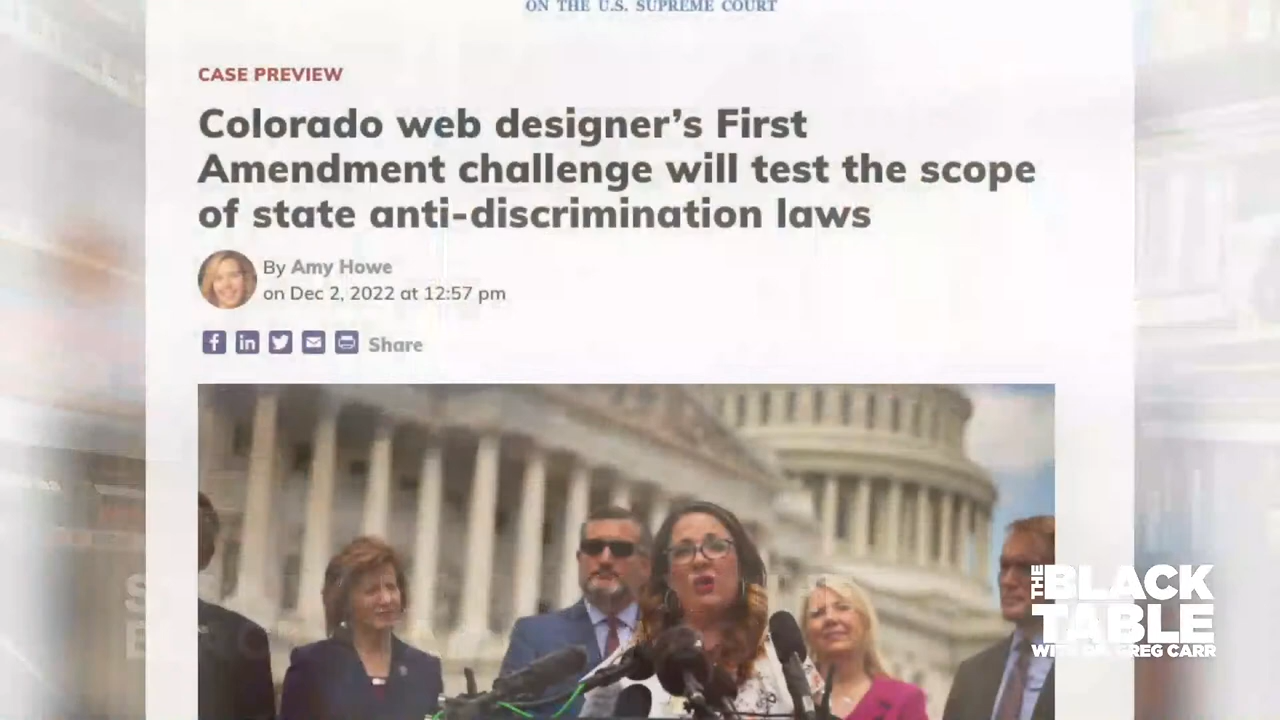 ON THE U.S. SUPREME COURT
CASE PREVIEW
Colorado web designer’s First
Amendment challenge will test the scope
of state anti-discrimination laws
By Amy Howe
on Dec 2, 2022 at 12:57 pm
Share
THE BLACK
TABLE
WITH DR. GREG CARR